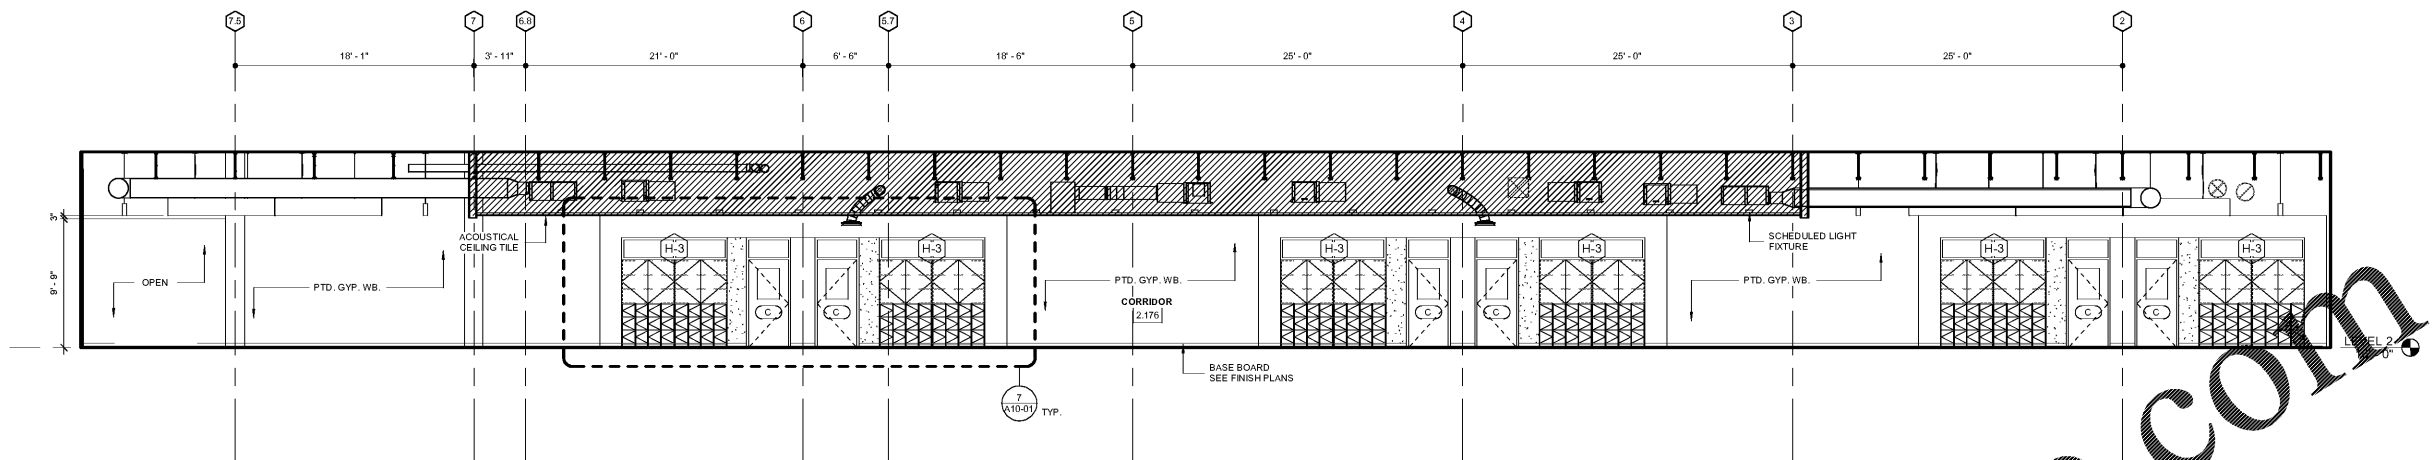 7.5
7
6.8
6
5.7
5
4
3
2
18' - 1"
3' - 11"
21' - 0"
6' - 6"
18' - 6"
25' - 0"
25' - 0"
25' - 0"
3"
9' - 9"
ACOUSTICAL
CEILING TILE
SCHEDULED LIGHT
FIXTURE
H-3
H-3
H-3
H-3
H-3
H-3
OPEN
PTD. GYP. WB.
PTD. GYP. WB.
PTD. GYP. WB.
CORRIDOR
2.176
C
C
C
C
C
C
LEVEL 2
BASE BOARD
SEE FINISH PLANS
7
A10-01
TYP.
com